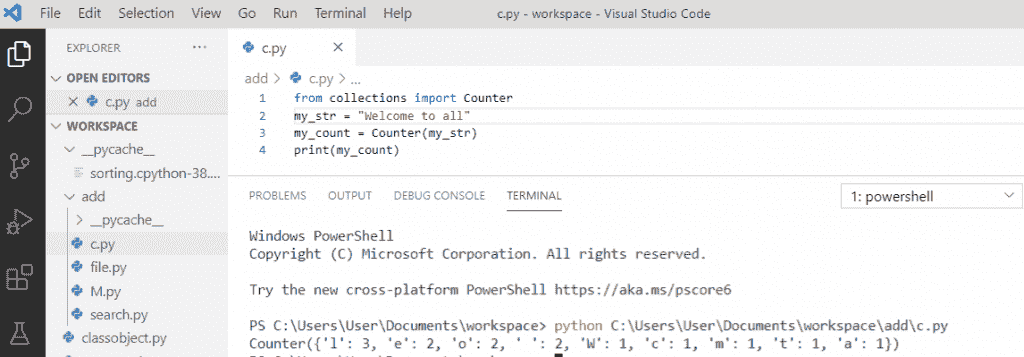 File Edit Selection View Go Run Terminal Help c.py - workspace - Visual Studio Code
EXPLORER
OPEN EDITORS
c.py add
WORKSPACE
__pycache__
sorting.cpython-38....
add
__pycache__
c.py
file.py
M.py
search.py
classobject.py
c.py
add > c.py > ...
1 from collections import Counter
2 my_str = "Welcome to all"
3 my_count = Counter(my_str)
4 print(my_count)
PROBLEMS OUTPUT DEBUG CONSOLE TERMINAL
1: powershell
Windows PowerShell
Copyright (C) Microsoft Corporation. All rights reserved.
Try the new cross-platform PowerShell https://aka.ms/pscore6
PS C:\Users\User\Documents\workspace> python C:\Users\User\Documents\workspace\add\c.py
Counter({'l': 3, 'e': 2, 'o': 2, ' ': 2, 'W': 1, 'c': 1, 'm': 1, 't': 1, 'a': 1})